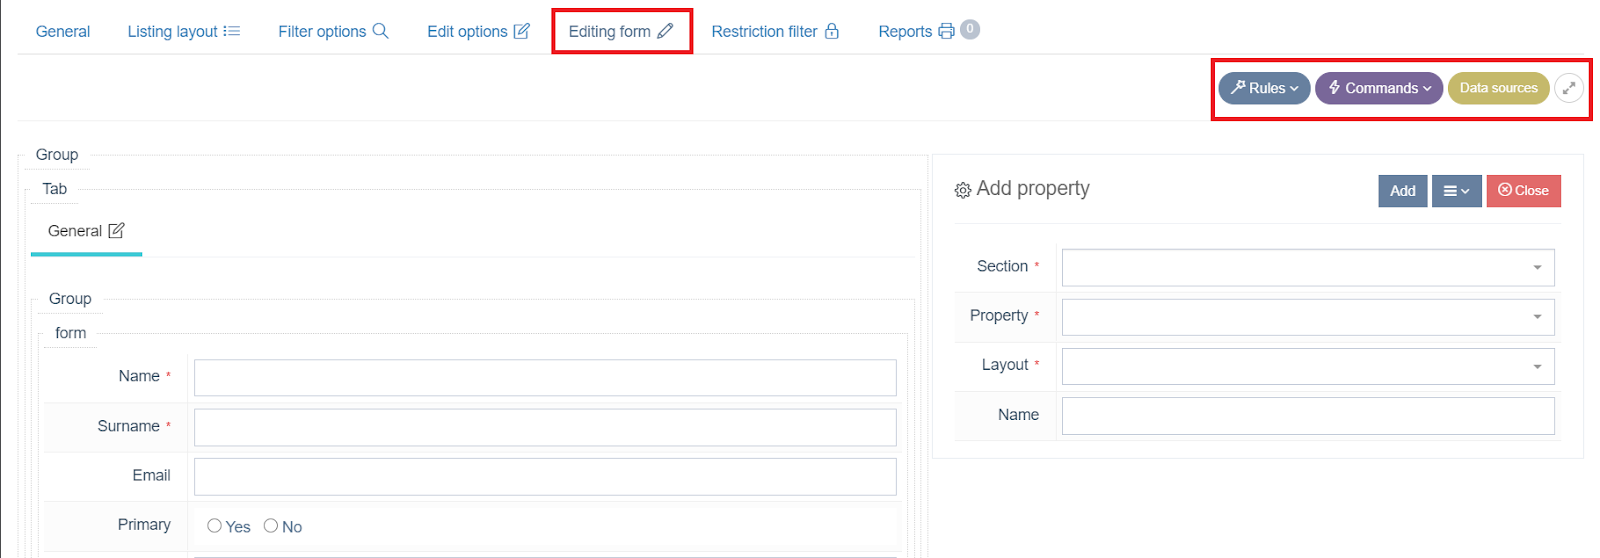 General Listing layout Filter options Edit options Editing form Restriction filter Reports 0
Rules Commands Data sources
Group
Tab
General
Group
form
Name *
Surname *
Email
Primary Yes No
Add property Add Close
Section *
Property *
Layout *
Name